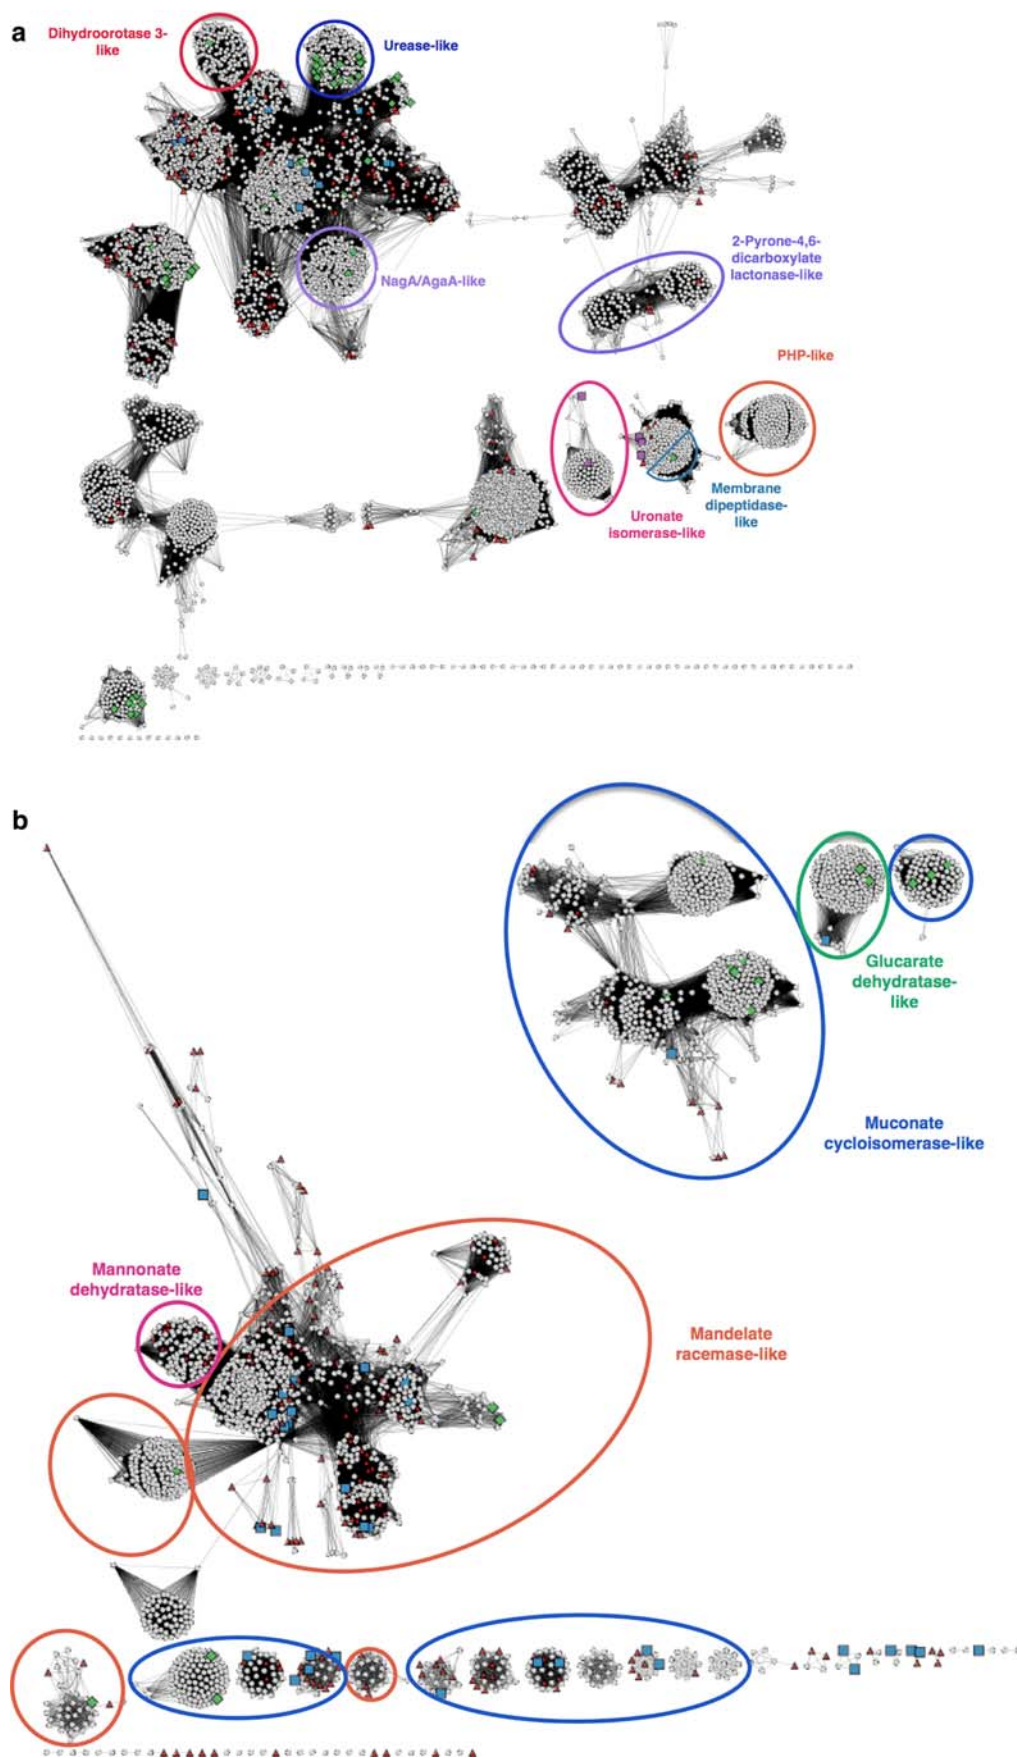 a
Dihydroorotase 3-
like
Urease-like
NagA/AgaA-like
2-Pyrone-4,6-
dicarboxylate
lactonase-like
PHP-like
Membrane
dipeptidase-
like
Uronate
isomerase-like
b
Glucarate
dehydratase-
like
Muconate
cycloisomerase-like
Mannonate
dehydratase-like
Mandelate
racemase-like